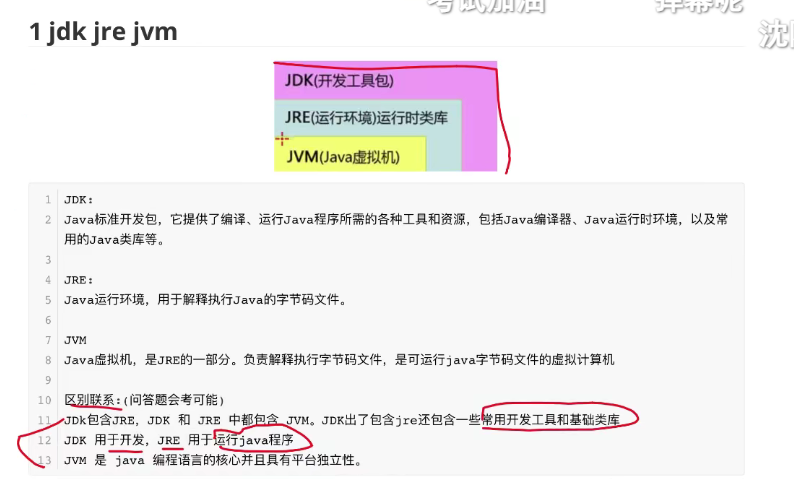 考试加油
弹幕呢
沈
1 jdk jre jvm
JDK(开发工具包)
JRE(运行环境)运行时类库
JVM(Java虚拟机)
1 JDK:
2 Java标准开发包，它提供了编译、运行Java程序所需的各种工具和资源，包括Java编译器、Java运行时环境，以及常
用的Java类库等。
3
4 JRE:
5 Java运行环境，用于解释执行Java的字节码文件。
6
7 JVM
8 Java虚拟机，是JRE的一部分。负责解释执行字节码文件，是可运行java字节码文件的虚拟计算机
9
10 区别联系:(问答题会考可能)
11 JDk包含JRE，JDK 和 JRE 中都包含 JVM。JDK出了包含jre还包含一些常用开发工具和基础类库
12 JDK 用于开发，JRE 用于运行java程序
13 JVM 是 java 编程语言的核心并且具有平台独立性。